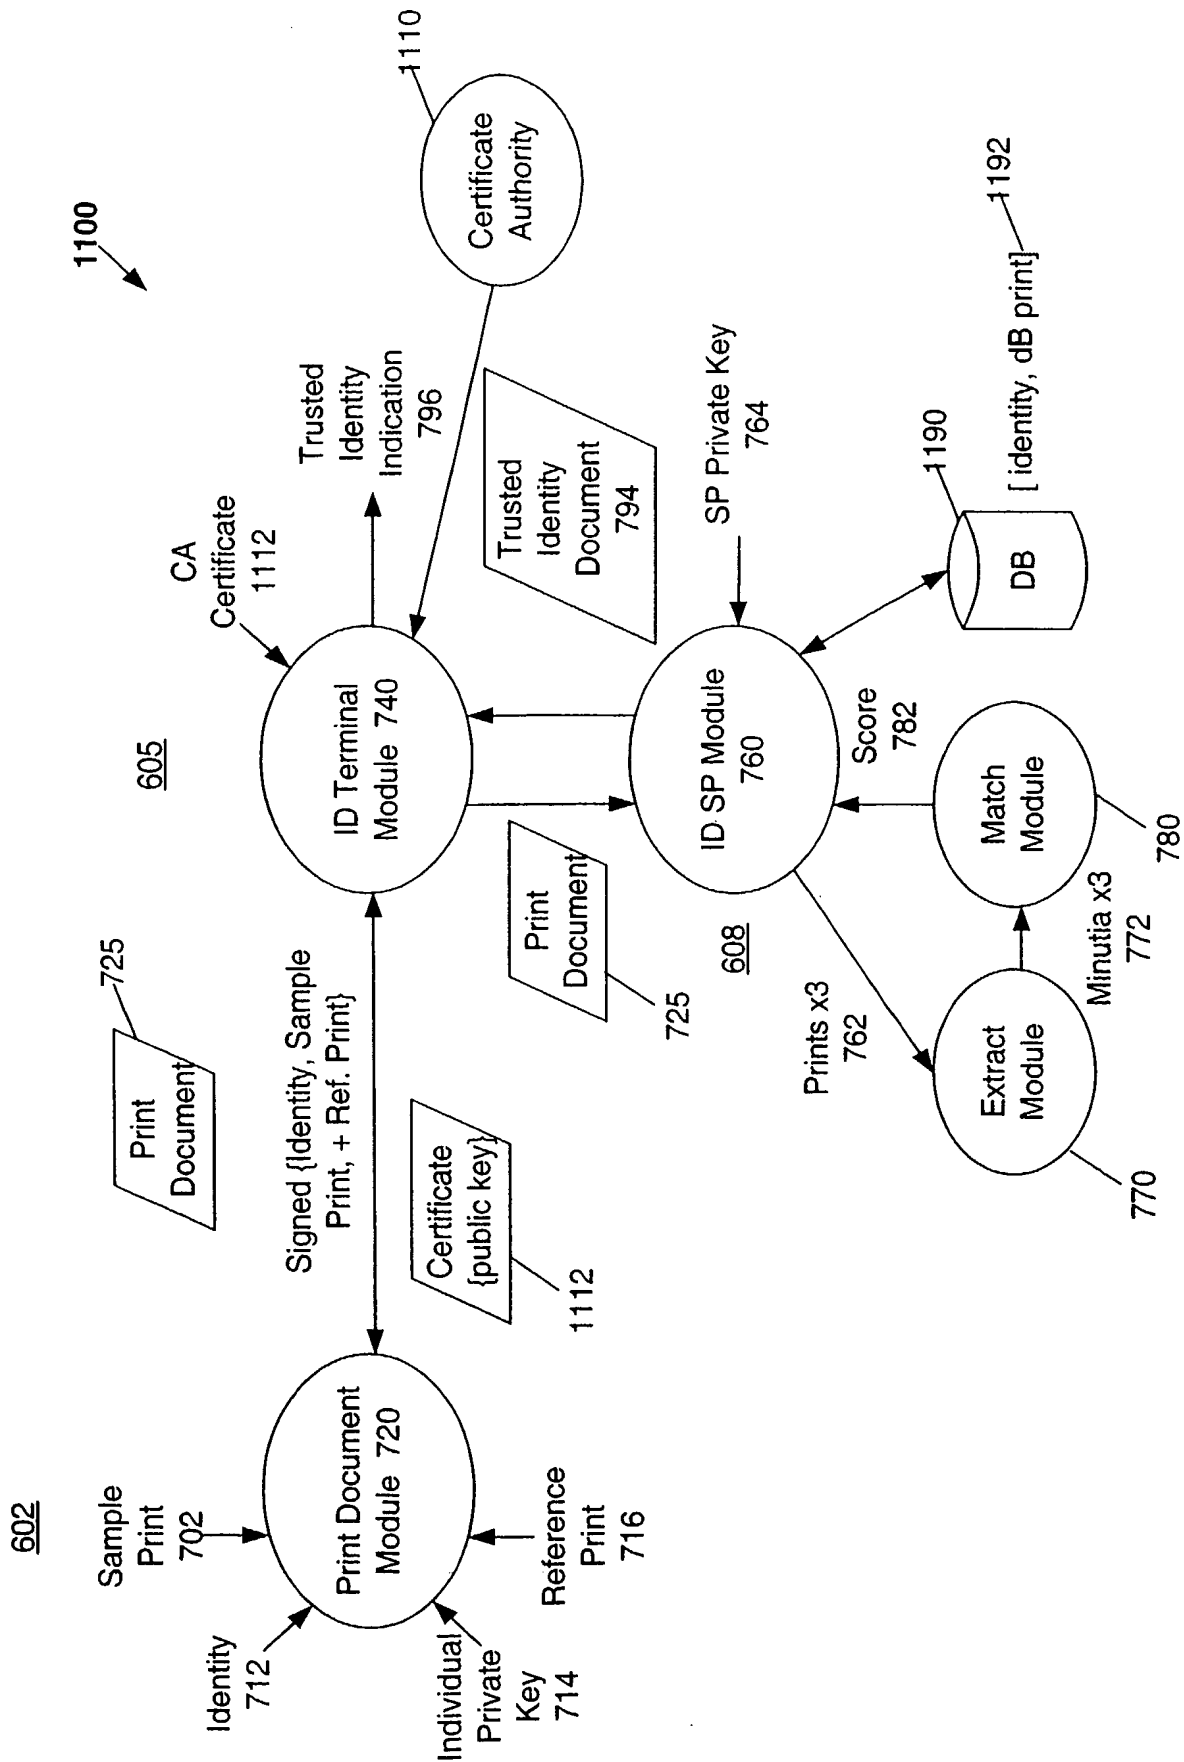 1100
602
605
608
Sample
Print
702
Identity
712
Individual
Private
Key
714
Reference
Print
716
Print Document
Module 720
Print
Document
725
Signed {Identity, Sample
Print, + Ref. Print}
Certificate
{public key}
1112
CA
Certificate
1112
ID Terminal
Module 740
Trusted
Identity
Indication
796
Certificate
Authority
1110
Print
Document
725
Trusted
Identity
Document
794
ID SP Module
760
SP Private Key
764
Prints x3
762
Extract
Module
770
Minutia x3
772
Match
Module
780
Score
782
DB
1190
[ identity, dB print]
1192